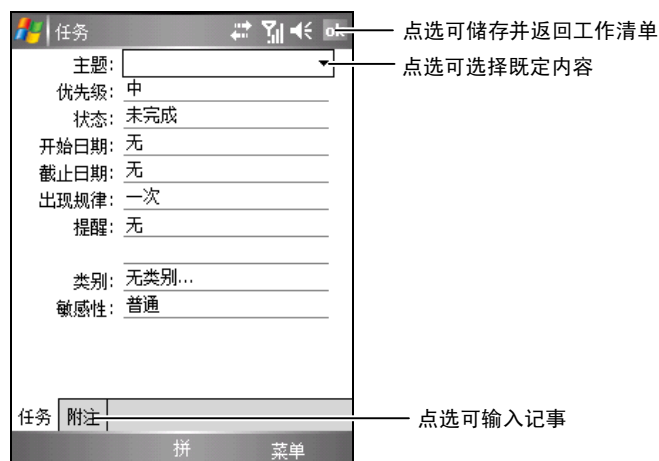 任务 ok
点选可储存并返回工作清单
主题:
点选可选择既定内容
优先级: 中
状态: 未完成
开始日期: 无
截止日期: 无
出现规律: 一次
提醒: 无
类别: 无类别...
敏感性: 普通
任务 附注
点选可输入记事
拼 菜单